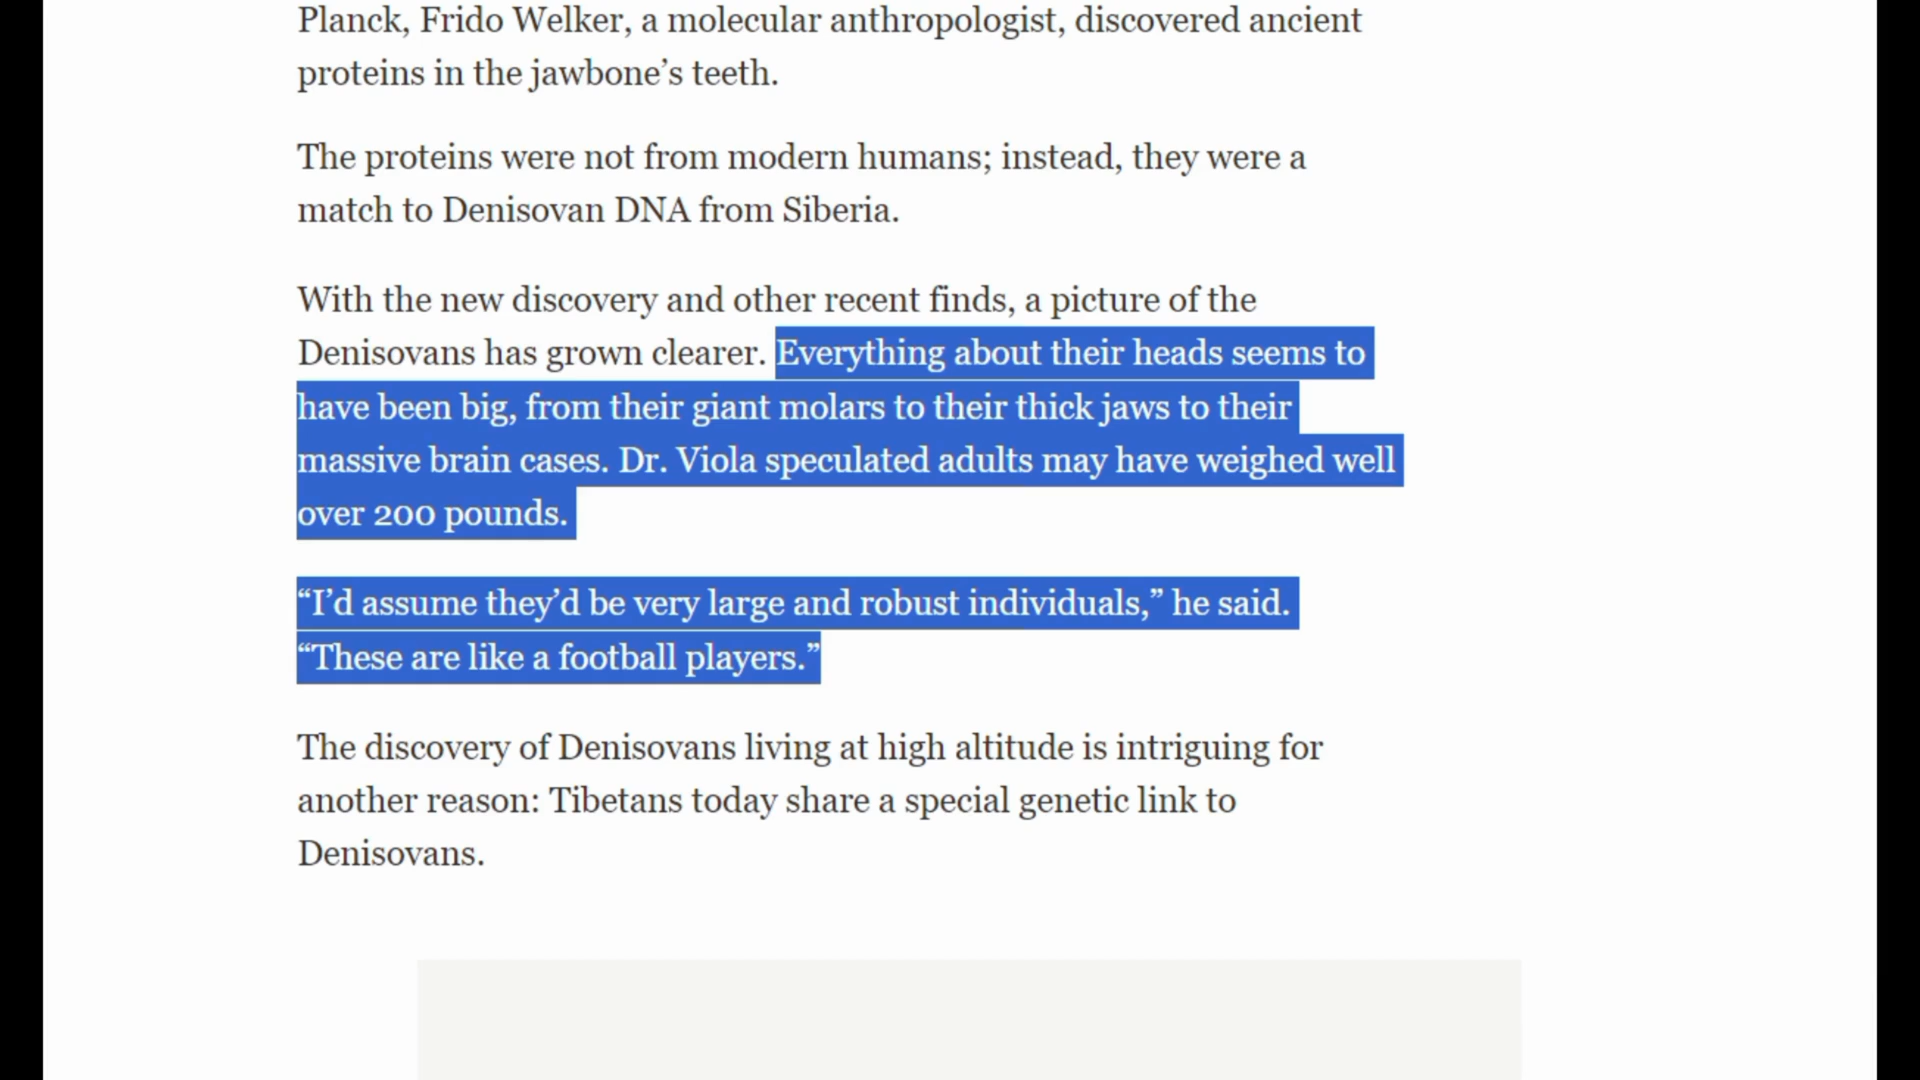 Planck, Frido Welker, a molecular anthropologist, discovered ancient
proteins in the jawbone’s teeth.
The proteins were not from modern humans; instead, they were a
match to Denisovan DNA from Siberia.
With the new discovery and other recent finds, a picture of the
Denisovans has grown clearer. Everything about their heads seems to
have been big, from their giant molars to their thick jaws to their
massive brain cases. Dr. Viola speculated adults may have weighed well
over 200 pounds.
“I’d assume they’d be very large and robust individuals,” he said.
“These are like a football players.”
The discovery of Denisovans living at high altitude is intriguing for
another reason: Tibetans today share a special genetic link to
Denisovans.